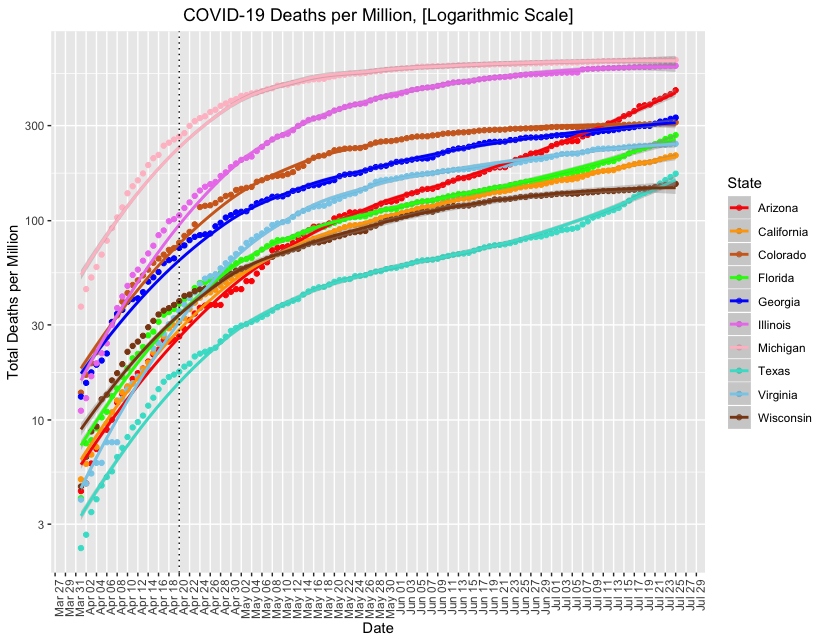 COVID-19 Deaths per Million, [Logarithmic Scale]
Total Deaths per Million
300
100
30
10
3
Mar 27
Mar 29
Mar 31
Apr 02
Apr 04
Apr 06
Apr 08
Apr 10
Apr 12
Apr 14
Apr 16
Apr 18
Apr 20
Apr 22
Apr 24
Apr 26
Apr 28
Apr 30
May 02
May 04
May 06
May 08
May 10
May 12
May 14
May 16
May 18
May 20
May 22
May 24
May 26
May 28
May 30
Jun 01
Jun 03
Jun 05
Jun 07
Jun 09
Jun 11
Jun 13
Jun 15
Jun 17
Jun 19
Jun 21
Jun 23
Jun 25
Jun 27
Jun 29
Jul 01
Jul 03
Jul 05
Jul 07
Jul 09
Jul 11
Jul 13
Jul 15
Jul 17
Jul 19
Jul 21
Jul 23
Jul 25
Jul 27
Jul 29
Date
State
Arizona
California
Colorado
Florida
Georgia
Illinois
Michigan
Texas
Virginia
Wisconsin